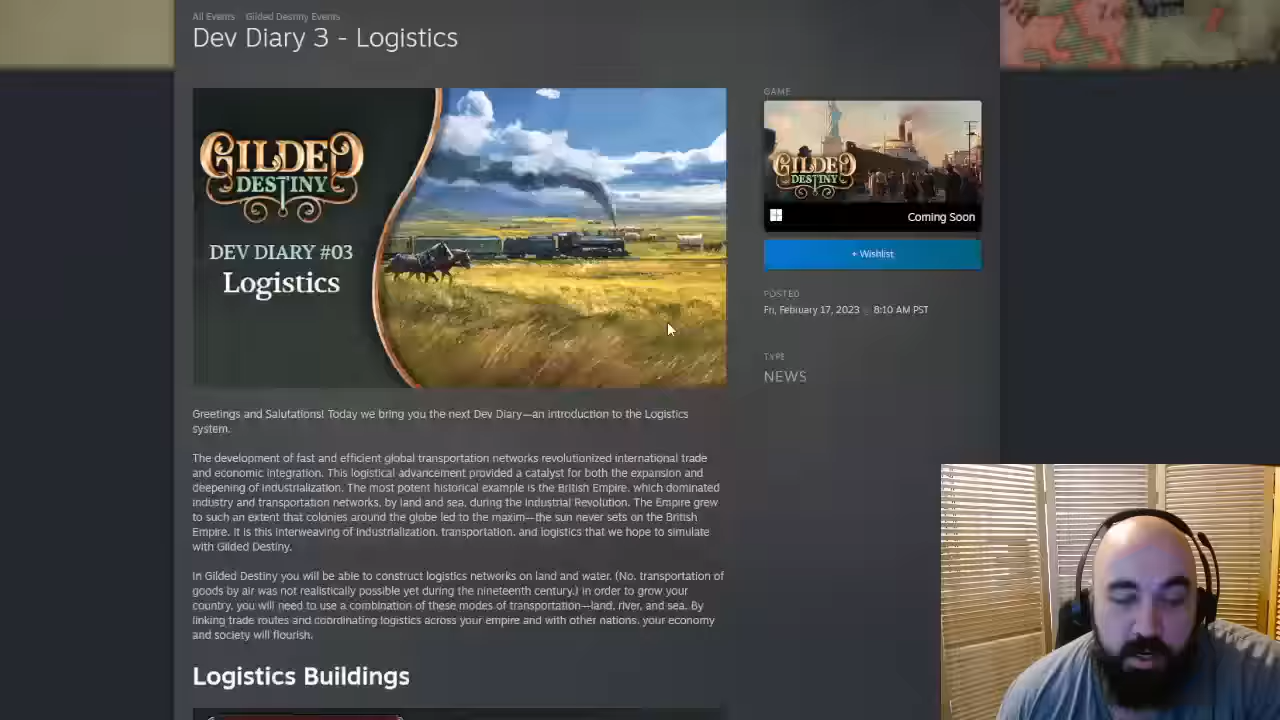 All Events Gilded Destiny Events
Dev Diary 3 - Logistics
GILDED
DESTINY
DEV DIARY #03
Logistics
GAME
GILDED
DESTINY
Coming Soon
+ Wishlist
POSTED
Fri, February 17, 2023 8:10 AM PST
TYPE
NEWS
Greetings and Salutations! Today we bring you the next Dev Diary—an introduction to the Logistics
system.
The development of fast and efficient global transportation networks revolutionized international trade
and economic integration. This logistical advancement provided a catalyst for both the expansion and
deepening of industrialization. The most potent historical example is the British Empire, which dominated
industry and transportation networks, by land and sea, during the Industrial Revolution. The Empire grew
to such an extent that colonies around the globe led to the maxim—the sun never sets on the British
Empire. It is this interweaving of industrialization, transportation, and logistics that we hope to simulate
with Gilded Destiny.
In Gilded Destiny you will be able to construct logistics networks on land and water. (No, transportation of
goods by air was not realistically possible yet during the nineteenth century.) In order to grow your
country, you will need to use a combination of these modes of transportation—land, river, and sea. By
linking trade routes and coordinating logistics across your empire and with other nations, your economy
and society will flourish.
Logistics Buildings